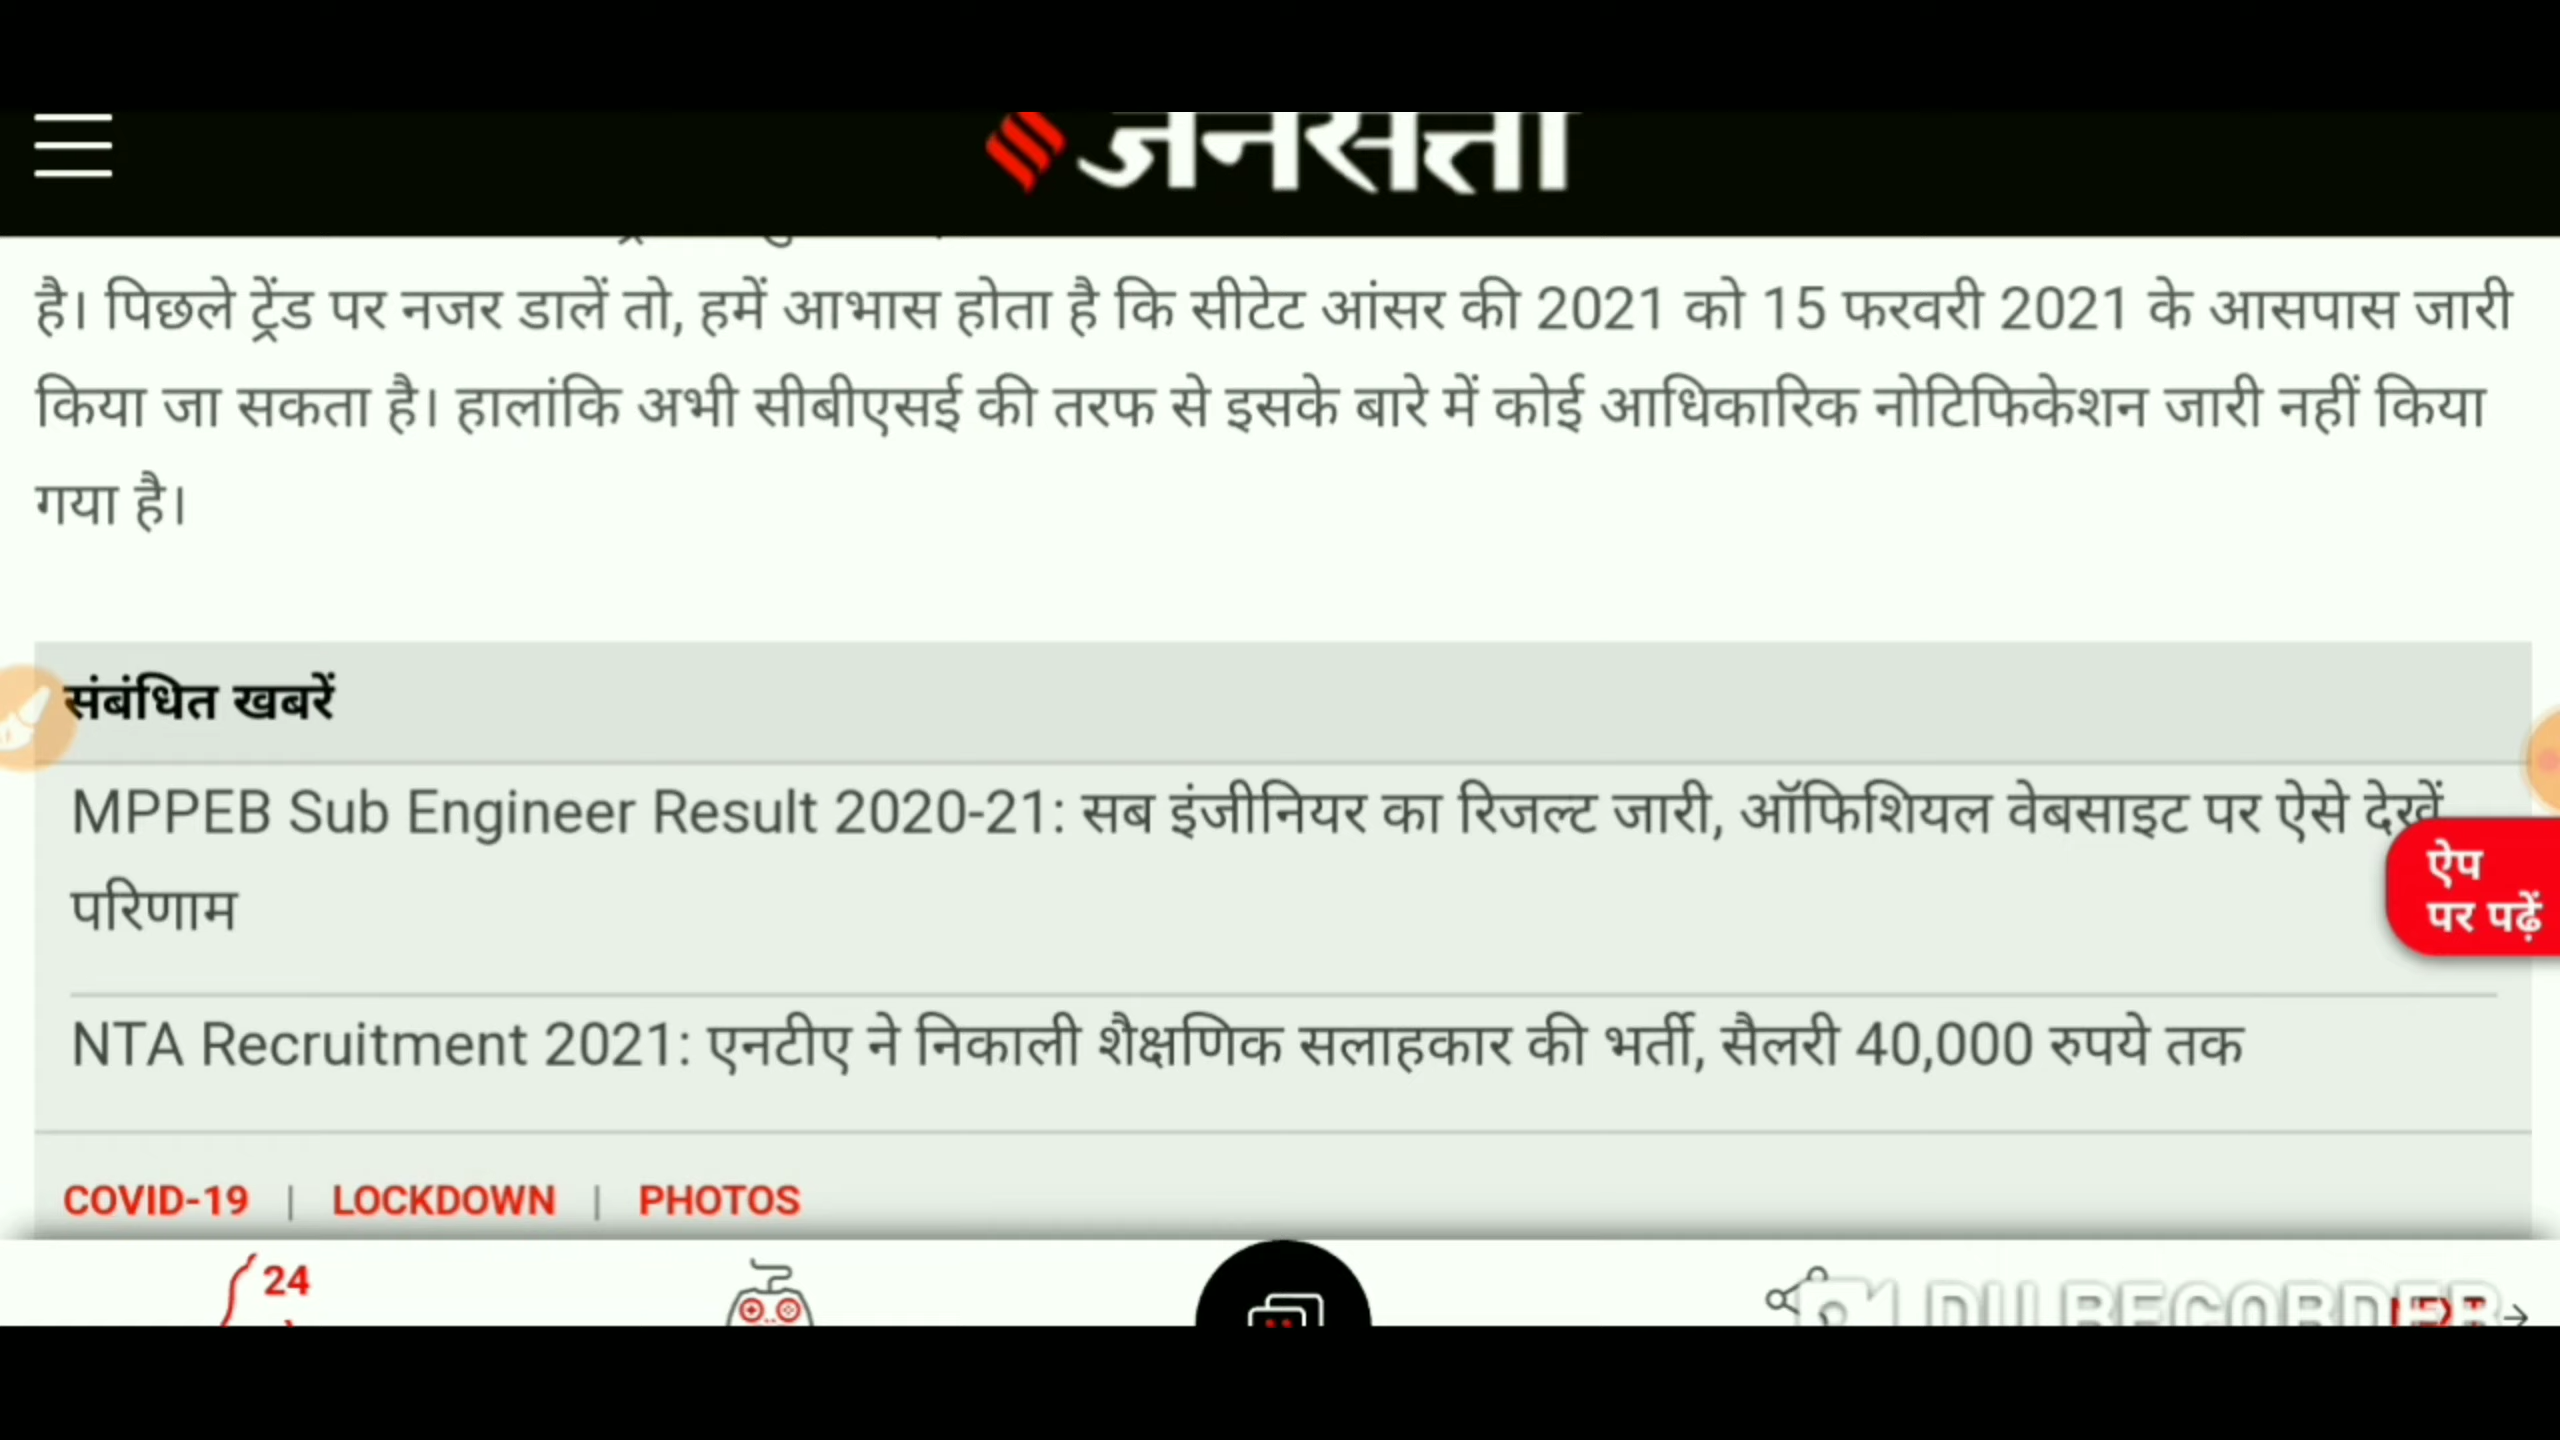 जनसत्ता
है। पिछले ट्रेंड पर नजर डालें तो, हमें आभास होता है कि सीटेट आंसर की 2021 को 15 फरवरी 2021 के आसपास जारी
किया जा सकता है। हालांकि अभी सीबीएसई की तरफ से इसके बारे में कोई आधिकारिक नोटिफिकेशन जारी नहीं किया
गया है।
संबंधित खबरें
MPPEB Sub Engineer Result 2020-21: सब इंजीनियर का रिजल्ट जारी, ऑफिशियल वेबसाइट पर ऐसे देखें
परिणाम
ऐप
पर पढ़ें
NTA Recruitment 2021: एनटीए ने निकाली शैक्षणिक सलाहकार की भर्ती, सैलरी 40,000 रुपये तक
COVID-19 | LOCKDOWN | PHOTOS
24
DU RECORDER